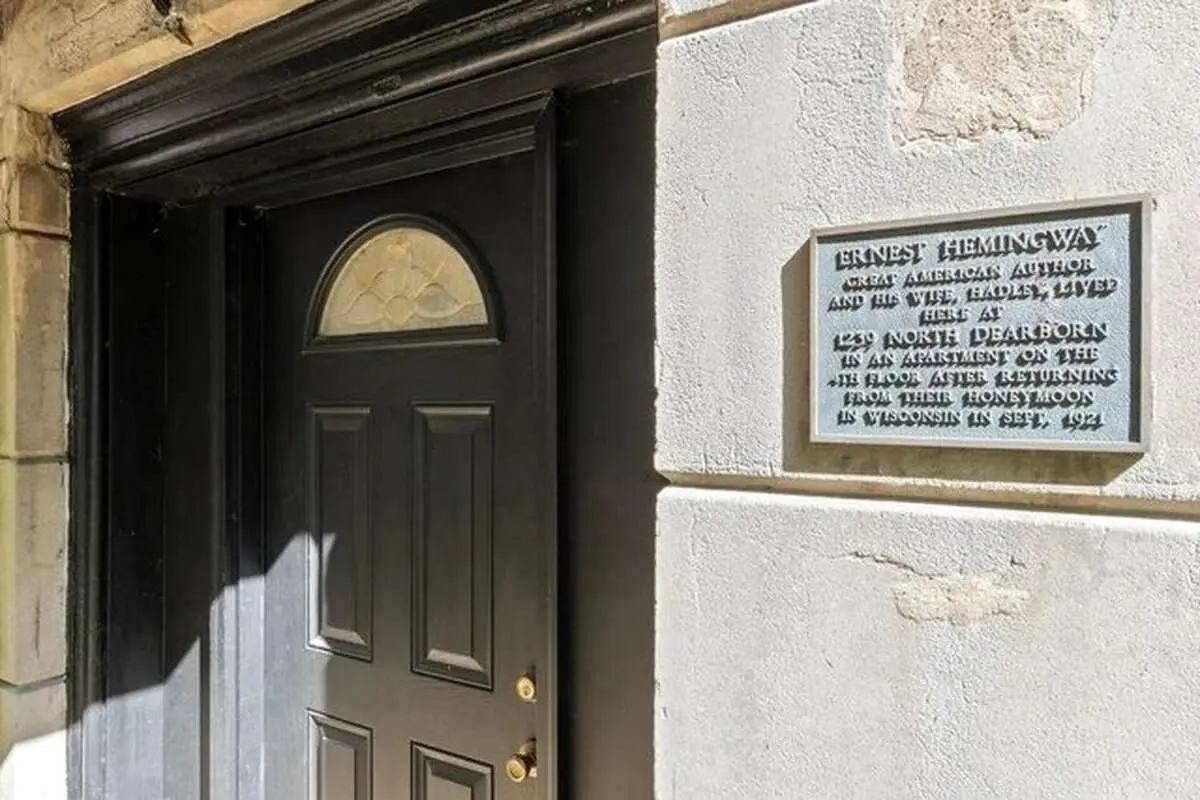 ERNEST HEMINGWAY
GREAT AMERICAN AUTHOR
AND HIS WIFE, HADLEY, LIVED
HERE AT
1239 NORTH DEARBORN
IN AN APARTMENT ON THE
4TH FLOOR AFTER RETURNING
FROM THEIR HONEYMOON
IN WISCONSIN IN SEPT. 1921